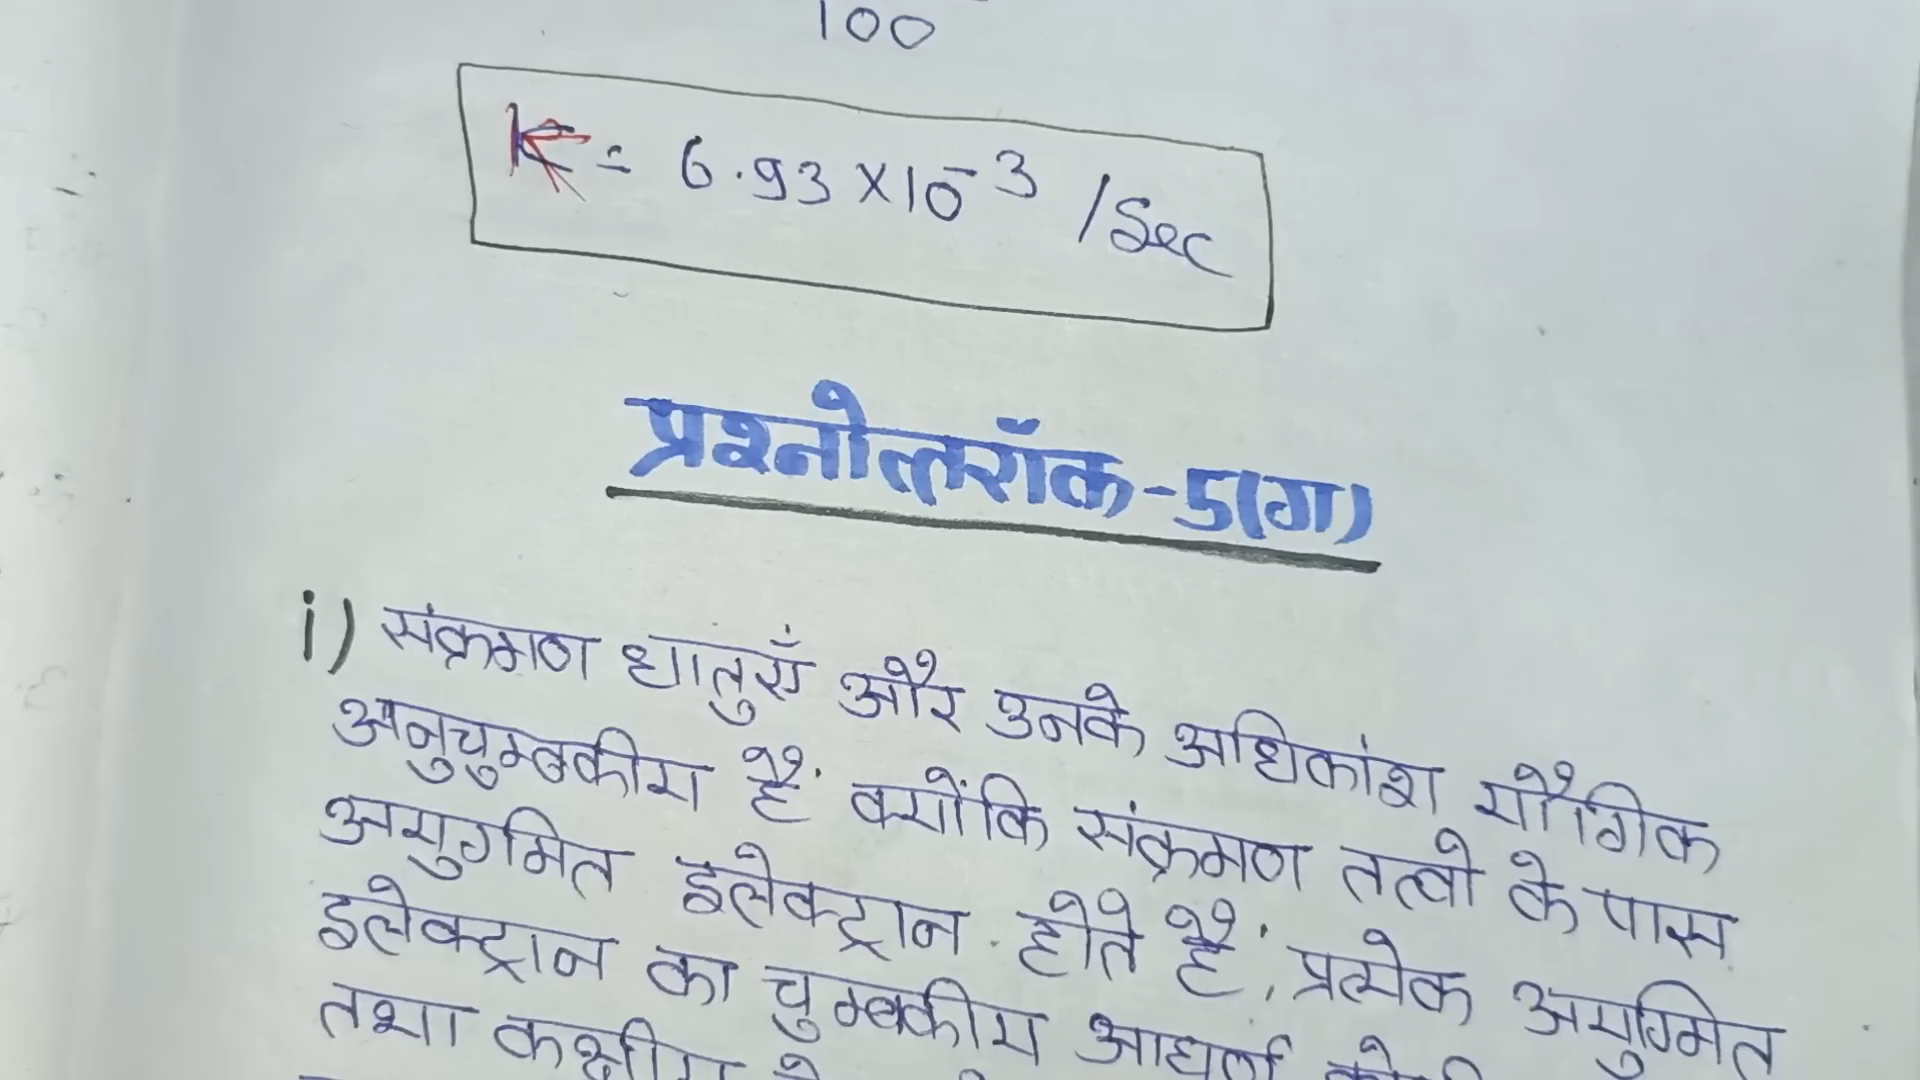 100
K = 6.93 × 10⁻³ /Sec
प्रश्नोत्तराँक-5(ग)
i) संक्रमण धातुएँ और उनके अधिकांश यौगिक
अनुचुम्बकीय हैं क्योंकि संक्रमण तत्वो के पास
अयुगमित इलेक्ट्रान होते हैं, प्रत्येक अयुग्मित
इलेक्ट्रान का चुम्बकीय आघूर्ण
तथा कक्षीय